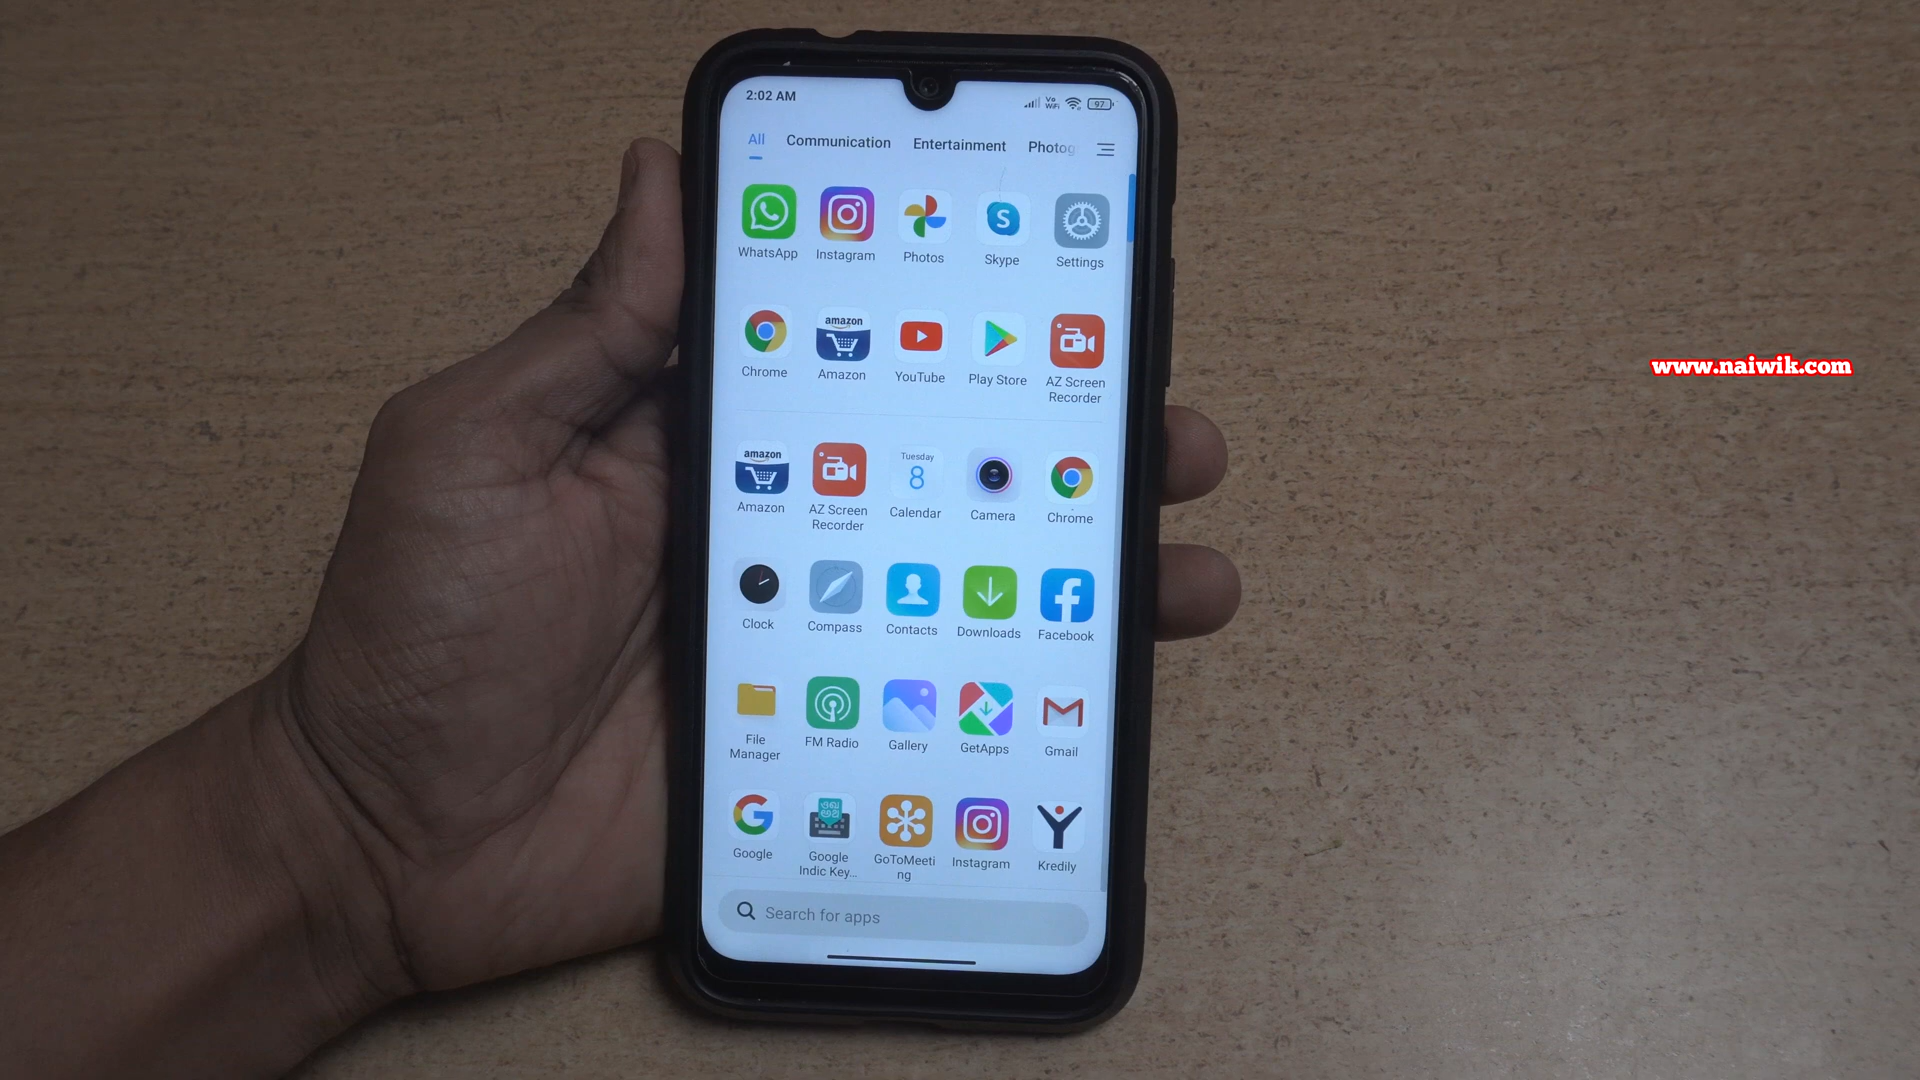 2:02 AM
Vo
WiFi
97
All Communication Entertainment Photog
WhatsApp Instagram Photos Skype Settings
S
amazon
Chrome Amazon YouTube Play Store AZ Screen
Recorder
amazon
Tuesday
8
Amazon AZ Screen
Recorder
Calendar Camera Chrome
Clock Compass Contacts Downloads Facebook
File
Manager
FM Radio Gallery GetApps Gmail
Google Google
Indic Key...
GoToMeeti
ng
Instagram Kredily
Search for apps
www.naiwik.com